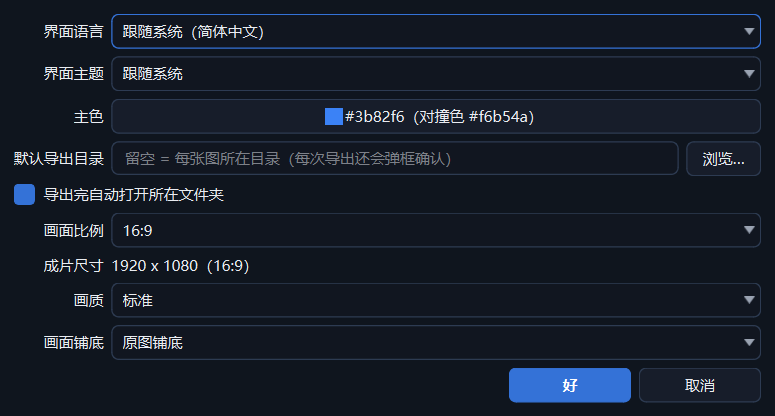 界面语言 跟随系统（简体中文）
界面主题 跟随系统
主色 #3b82f6（对撞色 #f6b54a）
默认导出目录 留空 = 每张图所在目录（每次导出还会弹框确认） 浏览...
导出完自动打开所在文件夹
画面比例 16:9
成片尺寸 1920 x 1080（16:9）
画质 标准
画面铺底 原图铺底
好 取消